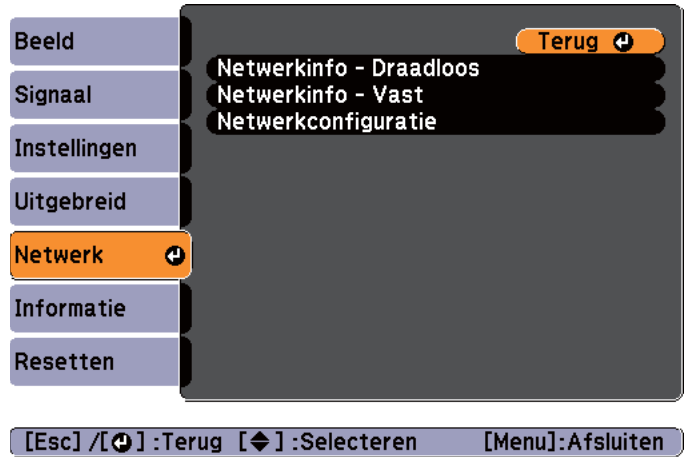 Beeld
Signaal
Instellingen
Uitgebreid
Netwerk
Informatie
Resetten
Terug
Netwerkinfo - Draadloos
Netwerkinfo - Vast
Netwerkconfiguratie
[Esc] /[⏎] :Terug [◆] :Selecteren [Menu]:Afsluiten